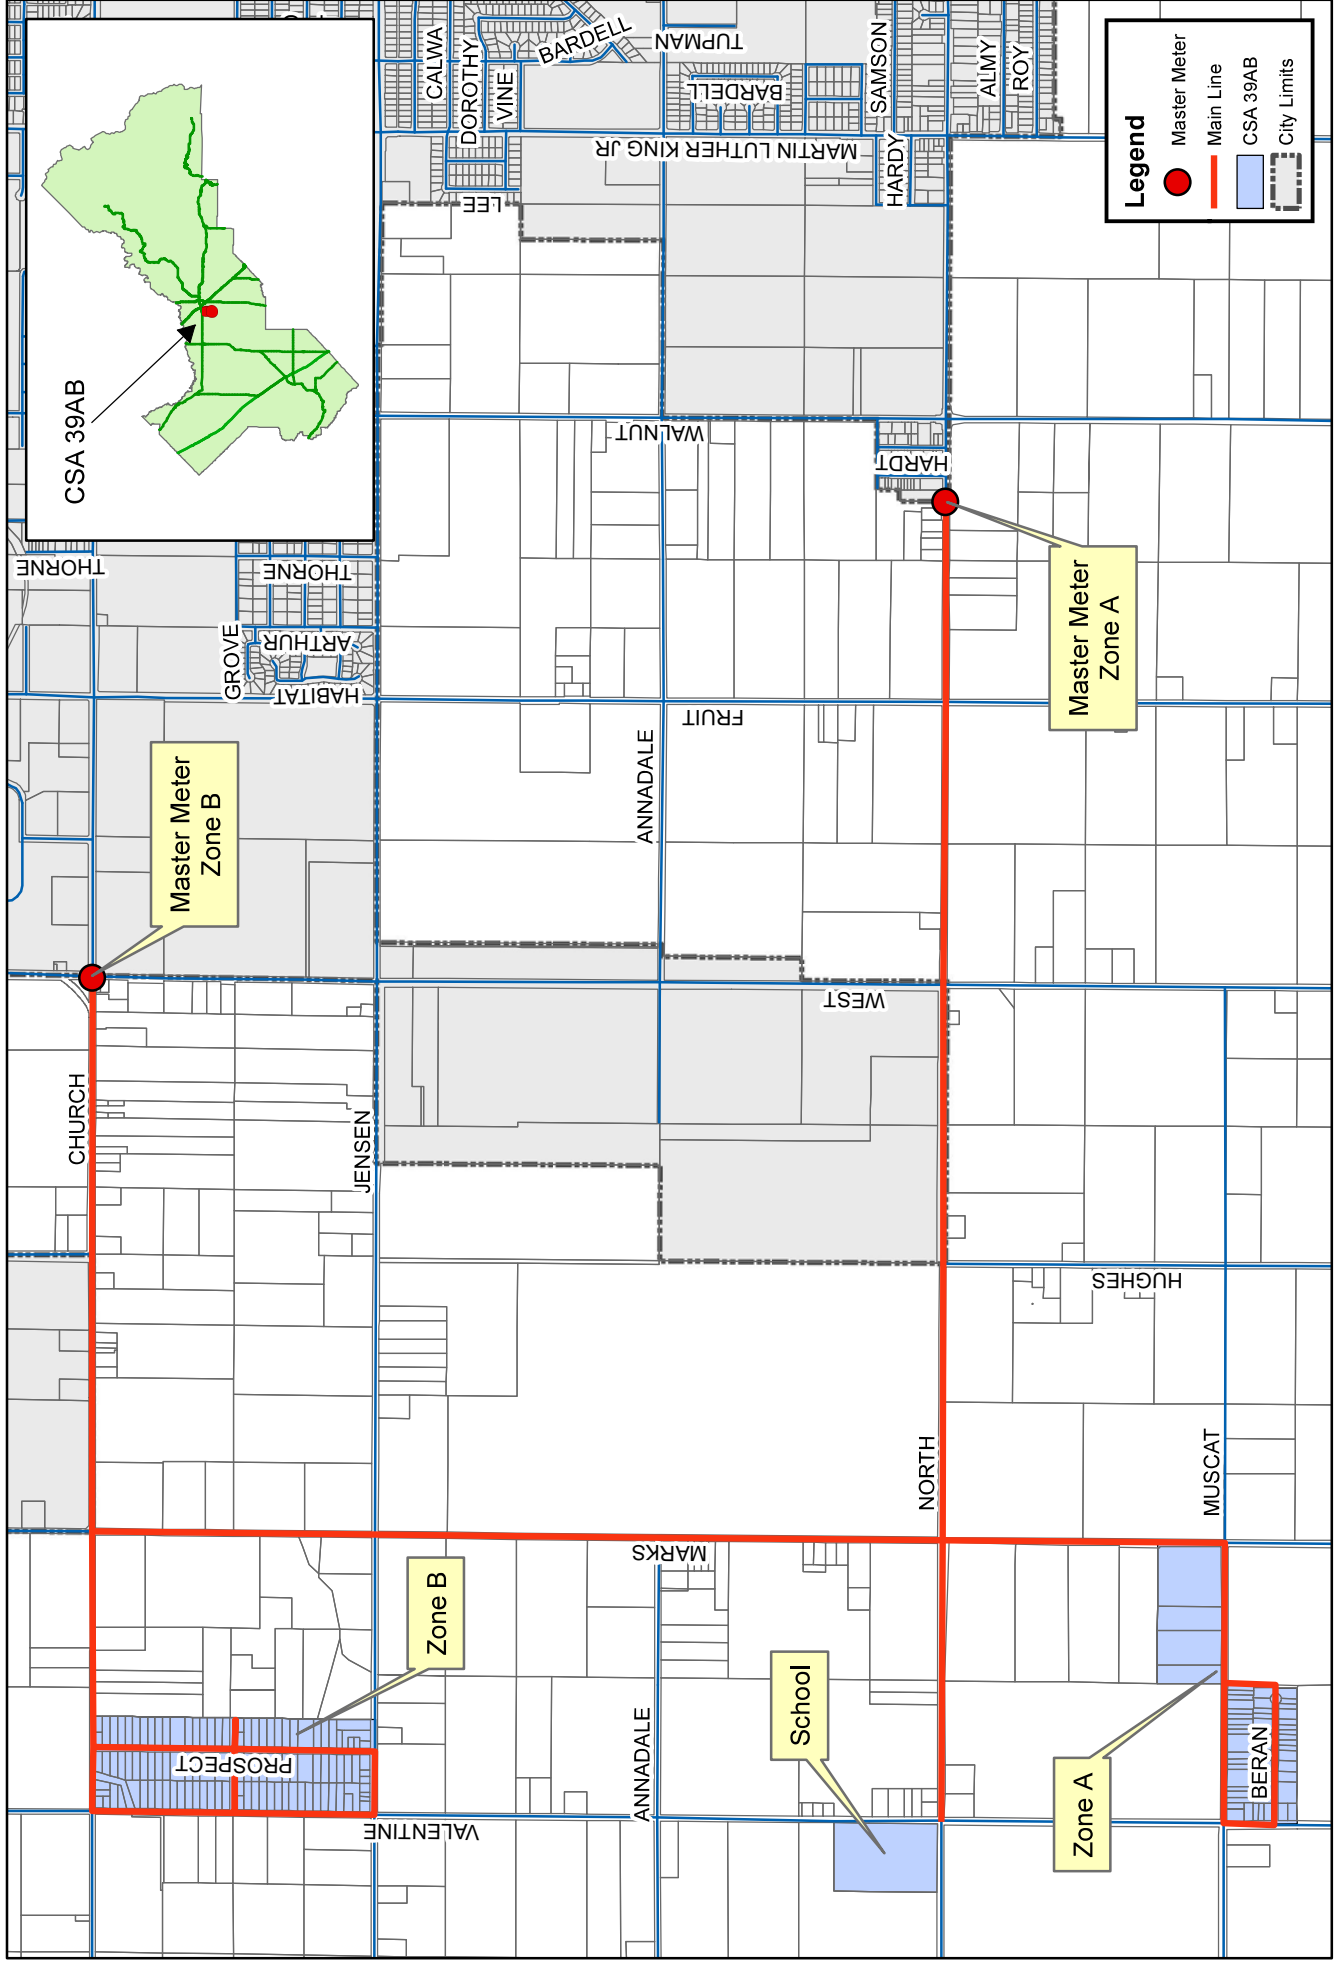 CSA 39AB
THORNE
GROVE
THORNE
ARTHUR
HABITAT
CALWA
DOROTHY
VINE
BARDELL
TUPMAN
BARDELL
SAMSON
ALMY
ROY
LEE
MARTIN LUTHER KING JR
HARDY
Legend
Master Meter
Main Line
CSA 39AB
City Limits
WALNUT
HARDT
Master Meter
Zone B
Master Meter
Zone A
ANNADALE
FRUIT
WEST
CHURCH
JENSEN
HUGHES
NORTH
MUSCAT
MARKS
Zone B
PROSPECT
VALENTINE
ANNADALE
School
Zone A
BERAN